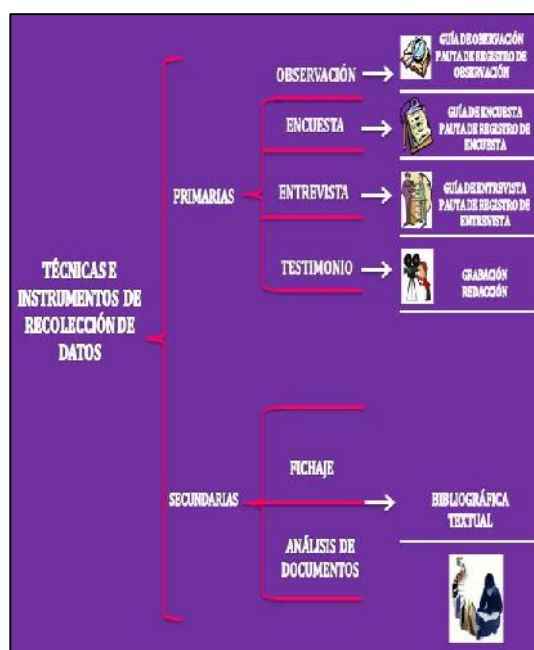 TÉCNICAS E
INSTRUMENTOS DE
RECOLECCIÓN DE
DATOS
PRIMARIAS
OBSERVACIÓN
GUÍA DE OBERVACIÓN
PAUTA DE REGISTRO DE
OBSERVACIÓN
ENCUESTA
GUÍA DE ENCUESTA
PAUTA DE REGISTRO DE
ENCUESTA
ENTREVISTA
GUÍA DE ENTREVISTA
PAUTA DE REGISTRO DE
ENTREVISTA
TESTIMONIO
GRABACIÓN
REDACCIÓN
SECUNDARIAS
FICHAJE
ANÁLISIS DE
DOCUMENTOS
BIBLIOGRÁFICA
TEXTUAL